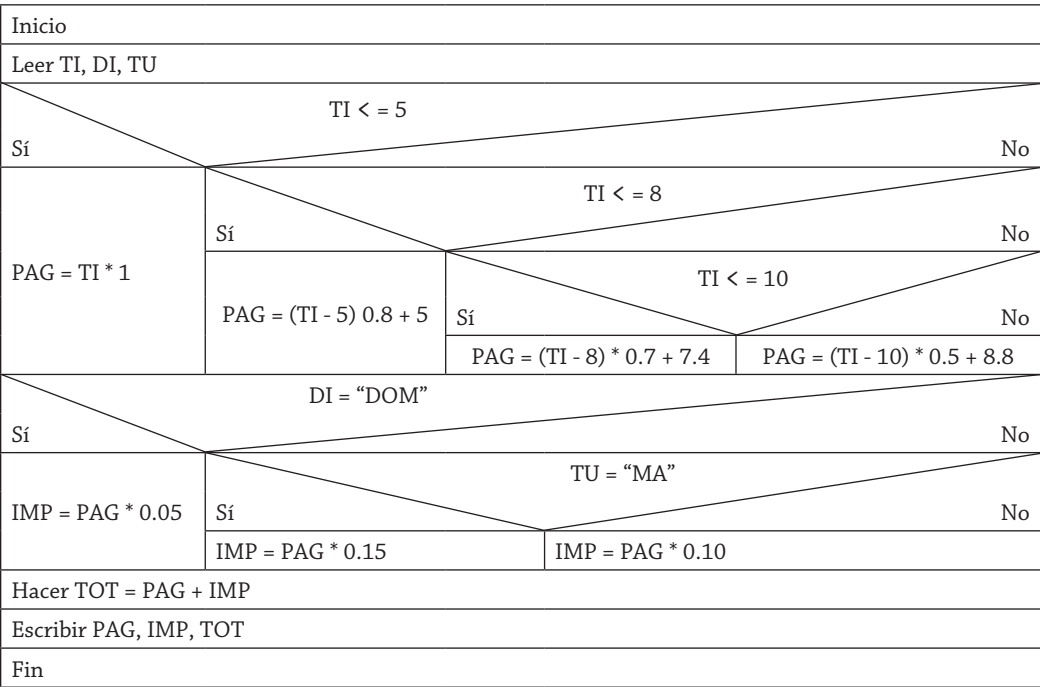 Inicio
Leer TI, DI, TU
TI < = 5
Sí
No
TI < = 8
Sí
No
PAG = TI * 1
TI < = 10
PAG = (TI - 5) 0.8 + 5
Sí
No
PAG = (TI - 8) * 0.7 + 7.4
PAG = (TI - 10) * 0.5 + 8.8
DI = “DOM”
Sí
No
TU = “MA”
IMP = PAG * 0.05
Sí
No
IMP = PAG * 0.15
IMP = PAG * 0.10
Hacer TOT = PAG + IMP
Escribir PAG, IMP, TOT
Fin